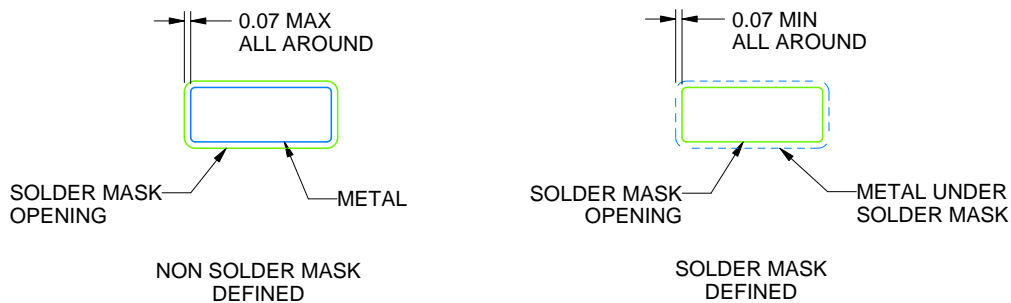 0.07 MAX
ALL AROUND
SOLDER MASK
OPENING
METAL
NON SOLDER MASK
DEFINED
0.07 MIN
ALL AROUND
SOLDER MASK
OPENING
METAL UNDER
SOLDER MASK
SOLDER MASK
DEFINED